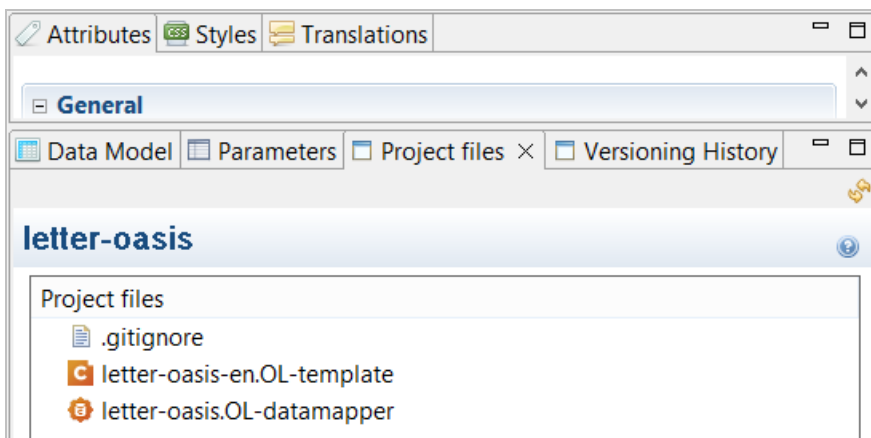 Attributes CSS Styles Translations
General
Data Model Parameters Project files Versioning History
letter-oasis
Project files
.gitignore
C letter-oasis-en.OL-template
letter-oasis.OL-datamapper